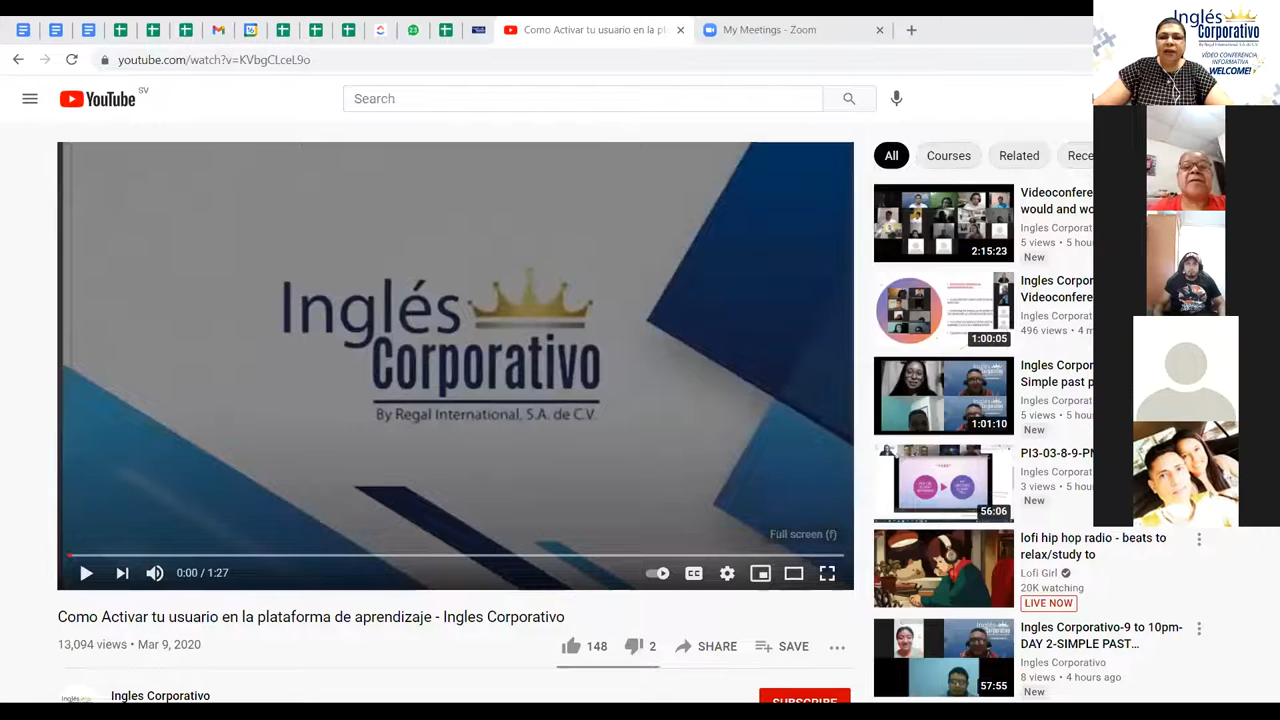 Como Activar tu usuario en la pl
My Meetings - Zoom
youtube.com/watch?v=KVbgCLceL9o
YouTube
SV
Search
Inglés
Corporativo
By Regal International, S.A. de C.V.
Full screen (f)
0:00 / 1:27
CC
Como Activar tu usuario en la plataforma de aprendizaje - Ingles Corporativo
13,094 views • Mar 9, 2020
148
2
SHARE
SAVE
Ingles Corporativo
SUBSCRIBE
All
Courses
Related
Rece
2:15:23
Videoconfe
would and wo
Ingles Corporat
5 views • 5 hou
New
1:00:05
Ingles Corpor
Videoconfere
Ingles Corporat
496 views • 4 m
1:01:10
Ingles Corpor
Simple past p
Ingles Corporat
5 views • 5 hou
New
56:06
PI3-03-8-9-PM
Ingles Corporat
3 views • 5 hou
New
lofi hip hop radio - beats to
relax/study to
Lofi Girl
20K watching
LIVE NOW
57:55
Ingles Corporativo-9 to 10pm-
DAY 2-SIMPLE PAST...
Ingles Corporativo
8 views • 4 hours ago
New
Inglés
Corporativo
By Regal International, S.A. de C.V.
VIDEO CONFERENCIA
INFORMATIVA
WELCOME!